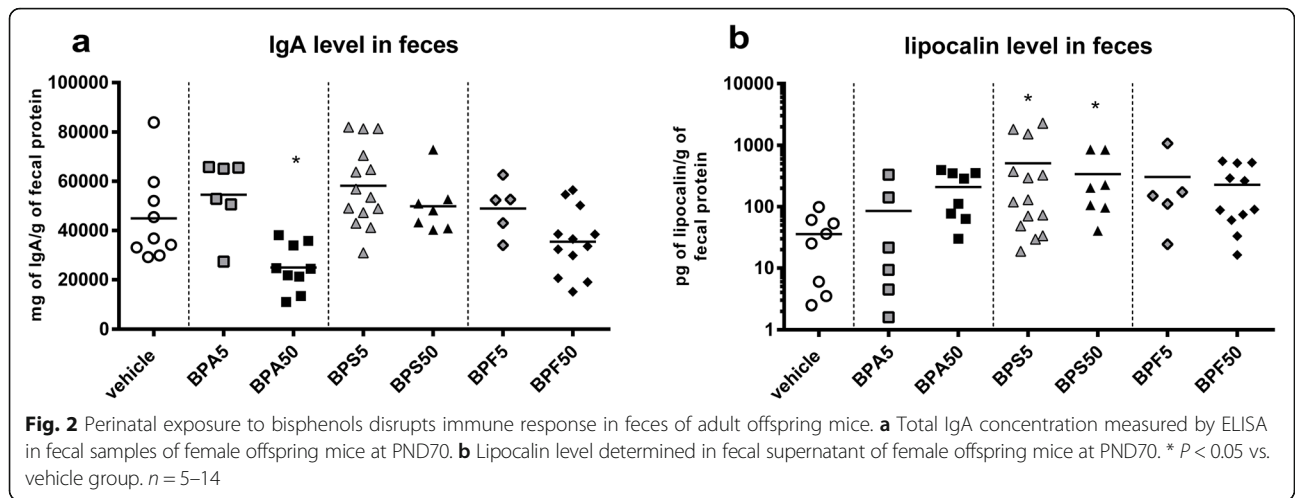 a
IgA level in feces
mg of IgA/g of fecal protein
100000
80000
60000
40000
20000
0
*
vehicle
BPA5
BPA50
BPS5
BPS50
BPF5
BPF50
b
lipocalin level in feces
pg of lipocalin/g of
fecal protein
10000
1000
100
10
1
*
*
vehicle
BPA5
BPA50
BPS5
BPS50
BPF5
BPF50
Fig. 2 Perinatal exposure to bisphenols disrupts immune response in feces of adult offspring mice. a Total IgA concentration measured by ELISA
in fecal samples of female offspring mice at PND70. b Lipocalin level determined in fecal supernatant of female offspring mice at PND70. * P < 0.05 vs.
vehicle group. n = 5–14